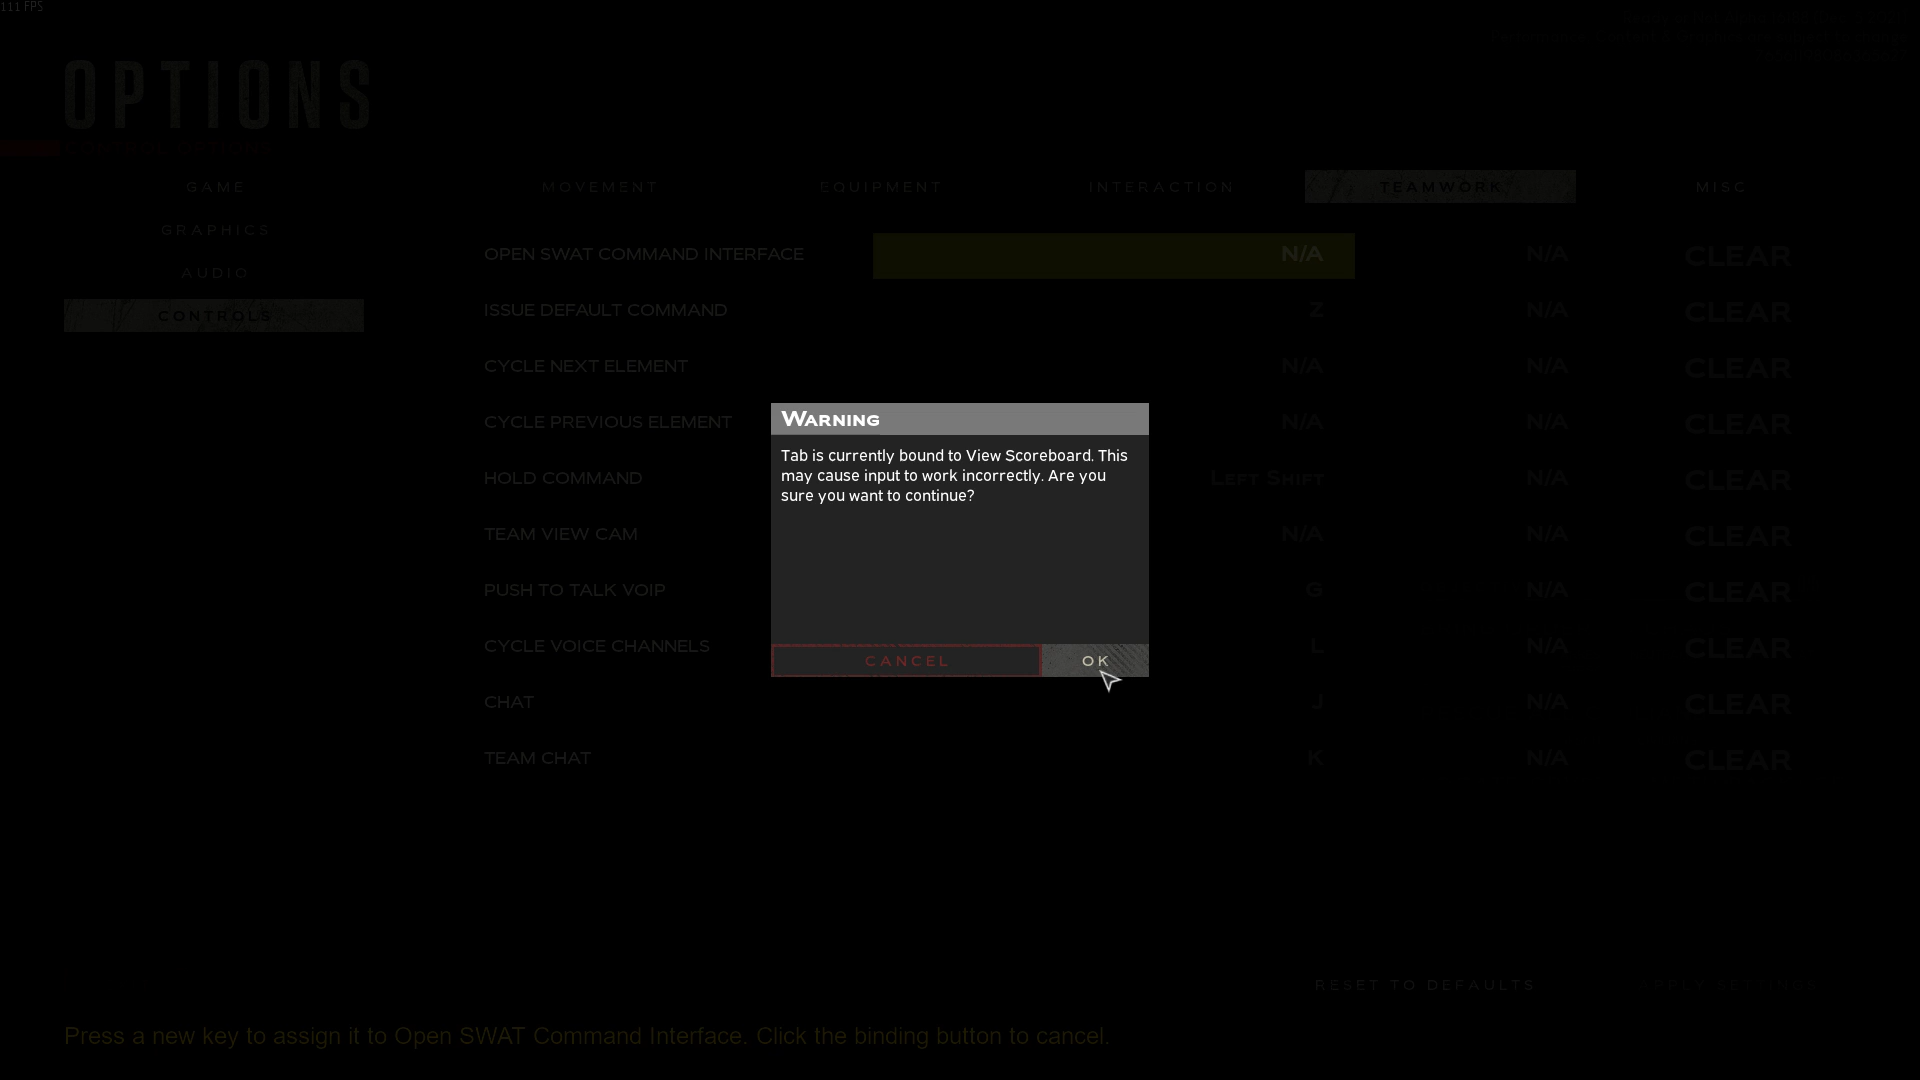 111 FPS
OPTIONS
CONTROL OPTIONS
GAME
MOVEMENT
EQUIPMENT
INTERACTION
TEAMWORK
MISC
GRAPHICS
AUDIO
CONTROLS
OPEN SWAT COMMAND INTERFACE N/A N/A CLEAR
ISSUE DEFAULT COMMAND Z N/A CLEAR
CYCLE NEXT ELEMENT N/A N/A CLEAR
CYCLE PREVIOUS ELEMENT N/A N/A CLEAR
HOLD COMMAND LEFT SHIFT N/A CLEAR
TEAM VIEW CAM N/A N/A CLEAR
PUSH TO TALK VOIP G N/A CLEAR
CYCLE VOICE CHANNELS L N/A CLEAR
CHAT J N/A CLEAR
TEAM CHAT K N/A CLEAR
WARNING
Tab is currently bound to View Scoreboard. This
may cause input to work incorrectly. Are you
sure you want to continue?
CANCEL
OK
RESET TO DEFAULTS
APPLY SETTINGS
Press a new key to assign it to Open SWAT Command Interface. Click the binding button to cancel.